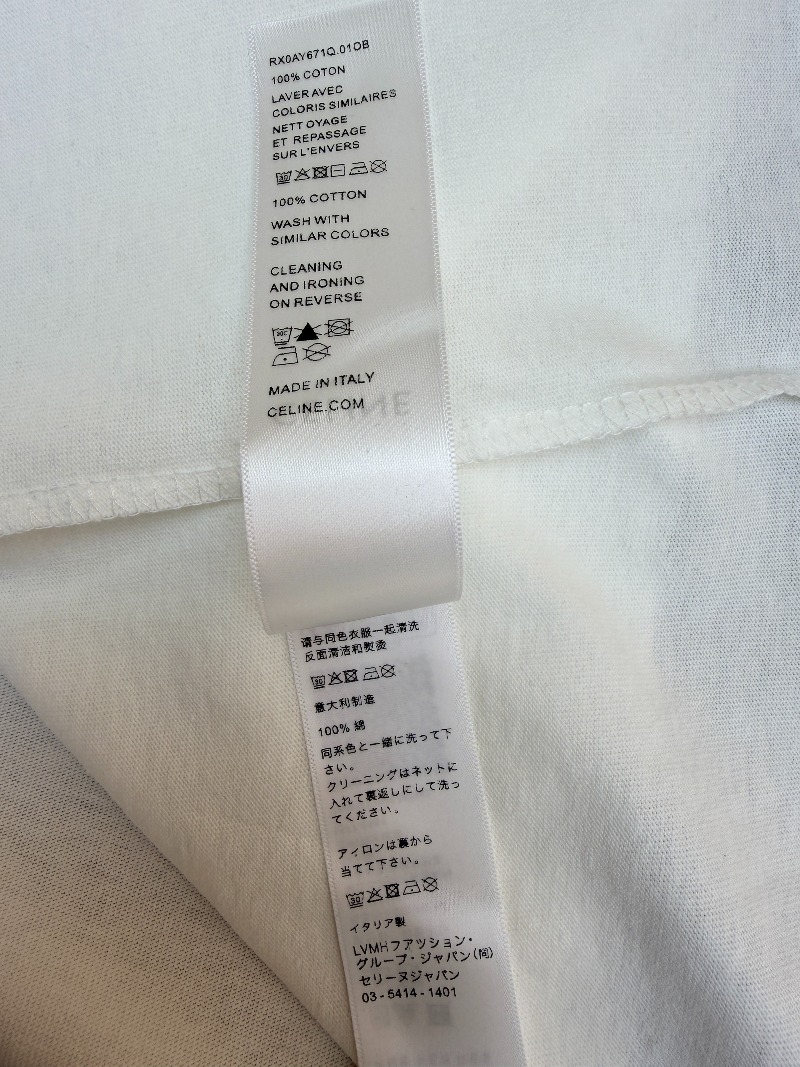 RX0AY671Q.01OB
100% COTON
LAVER AVEC
COLORIS SIMILAIRES
NETTOYAGE
ET REPASSAGE
SUR L'ENVERS
30
100% COTTON
WASH WITH
SIMILAR COLORS
CLEANING
AND IRONING
ON REVERSE
30C
MADE IN ITALY
CELINE.COM
请与同色衣服一起清洗
反面清洁和熨烫
30
意大利制造
100% 綿
同系色と一緒に洗って下
さい。
クリーニングはネットに
入れて裏返しにして洗っ
てください。
アイロンは裏から
当てて下さい。
30
イタリア製
LVMHファッション・
グループ・ジャパン(有)
セリーヌジャパン
03-5414-1401